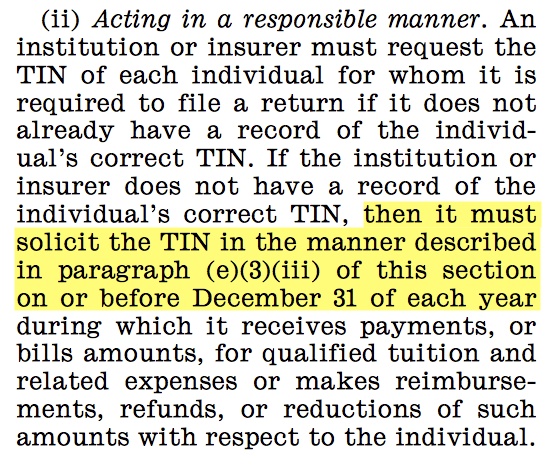 (ii) Acting in a responsible manner. An
institution or insurer must request the
TIN of each individual for whom it is
required to file a return if it does not
already have a record of the individ-
ual's correct TIN. If the institution or
insurer does not have a record of the
individual's correct TIN, then it must
solicit the TIN in the manner described
in paragraph (e)(3)(iii) of this section
on or before December 31 of each year
during which it receives payments, or
bills amounts, for qualified tuition and
related expenses or makes reimburse-
ments, refunds, or reductions of such
amounts with respect to the individual.